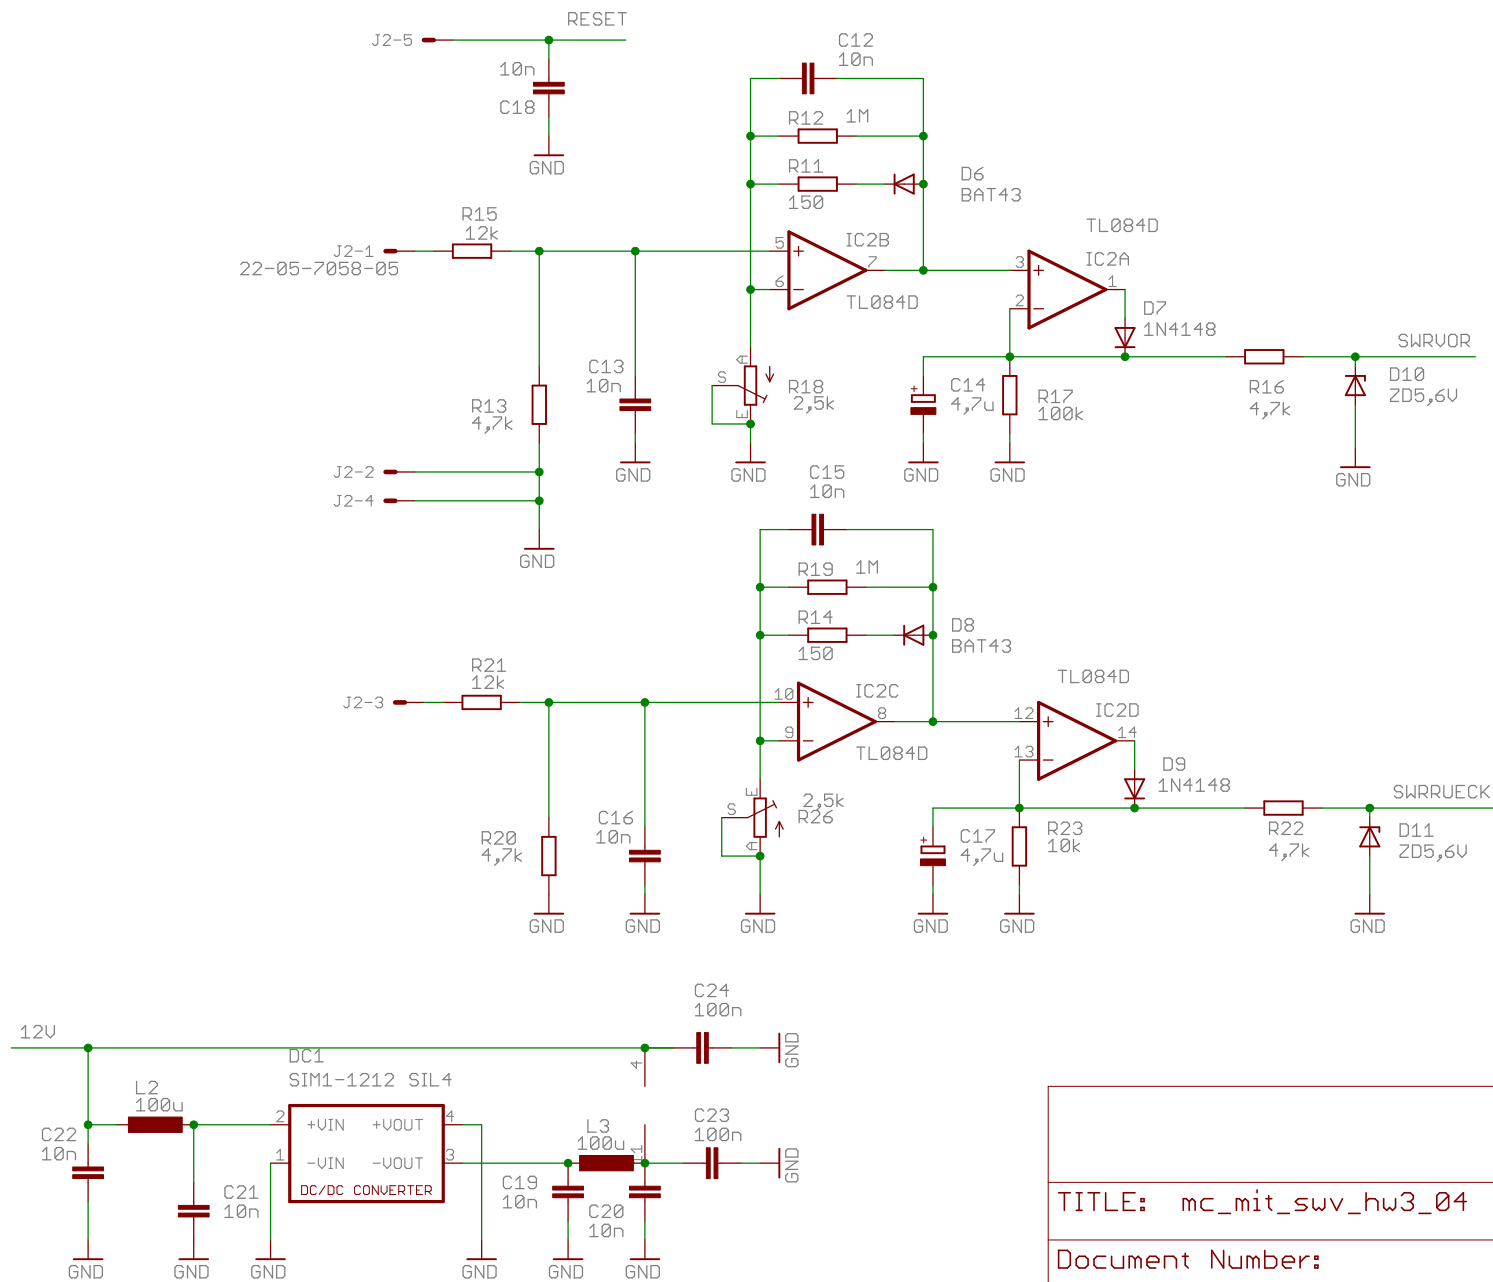 RESET
J2-5
10n
C18
GND
C12
10n
R12
1M
R11
150
D6
BAT43
R15
12k
J2-1
22-05-7058-05
5
+
6
−
7
IC2B
TL084D
TL084D
IC2A
3
+
2
−
1
D7
1N4148
SWRVOR
R13
4,7k
C13
10n
GND
A
S
E
R18
2,5k
GND
C14
4,7u
+
GND
R17
100k
GND
R16
4,7k
D10
ZD5,6V
GND
J2-2
J2-4
GND
C15
10n
R19
1M
R14
150
D8
BAT43
R21
12k
J2-3
10
+
9
−
8
IC2C
TL084D
TL084D
IC2D
12
+
13
−
14
D9
1N4148
SWRRUECK
R20
4,7k
GND
C16
10n
GND
E
S
A
2,5k
R26
GND
C17
4,7u
+
GND
R23
10k
GND
R22
4,7k
D11
ZD5,6V
GND
12V
C24
100n
GND
4
DC1
SIM1-1212 SIL4
L2
100u
2
+VIN
+VOUT
4
1
-VIN
-VOUT
3
DC/DC CONVERTER
C22
10n
GND
C21
10n
GND
GND
GND
L3
100u
11
C23
100n
GND
C19
10n
GND
C20
10n
GND
TITLE: mc_mit_swv_hw3_04
Document Number: